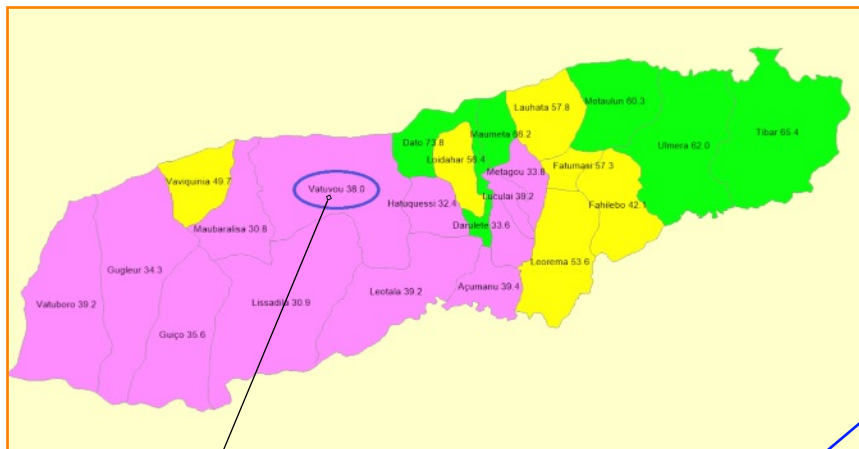 Tibar 65.4
Motaulun 60.3
Lauhata 57.8
Ulmera 62.0
Maumeta 66.2
Dato 73.8
Loidahar 56.4
Fatumasi 57.3
Metagou 33.8
Vaviquinia 49.7
Vatuvou 38.0
Luculai 39.2
Hatuquessi 32.4
Fahilebo 42.1
Darulete 33.6
Maubaralisa 30.8
Leorema 53.6
Gugleur 34.3
Açumanu 39.4
Leotala 39.2
Lissadila 30.9
Vatuboro 39.2
Guiço 35.6